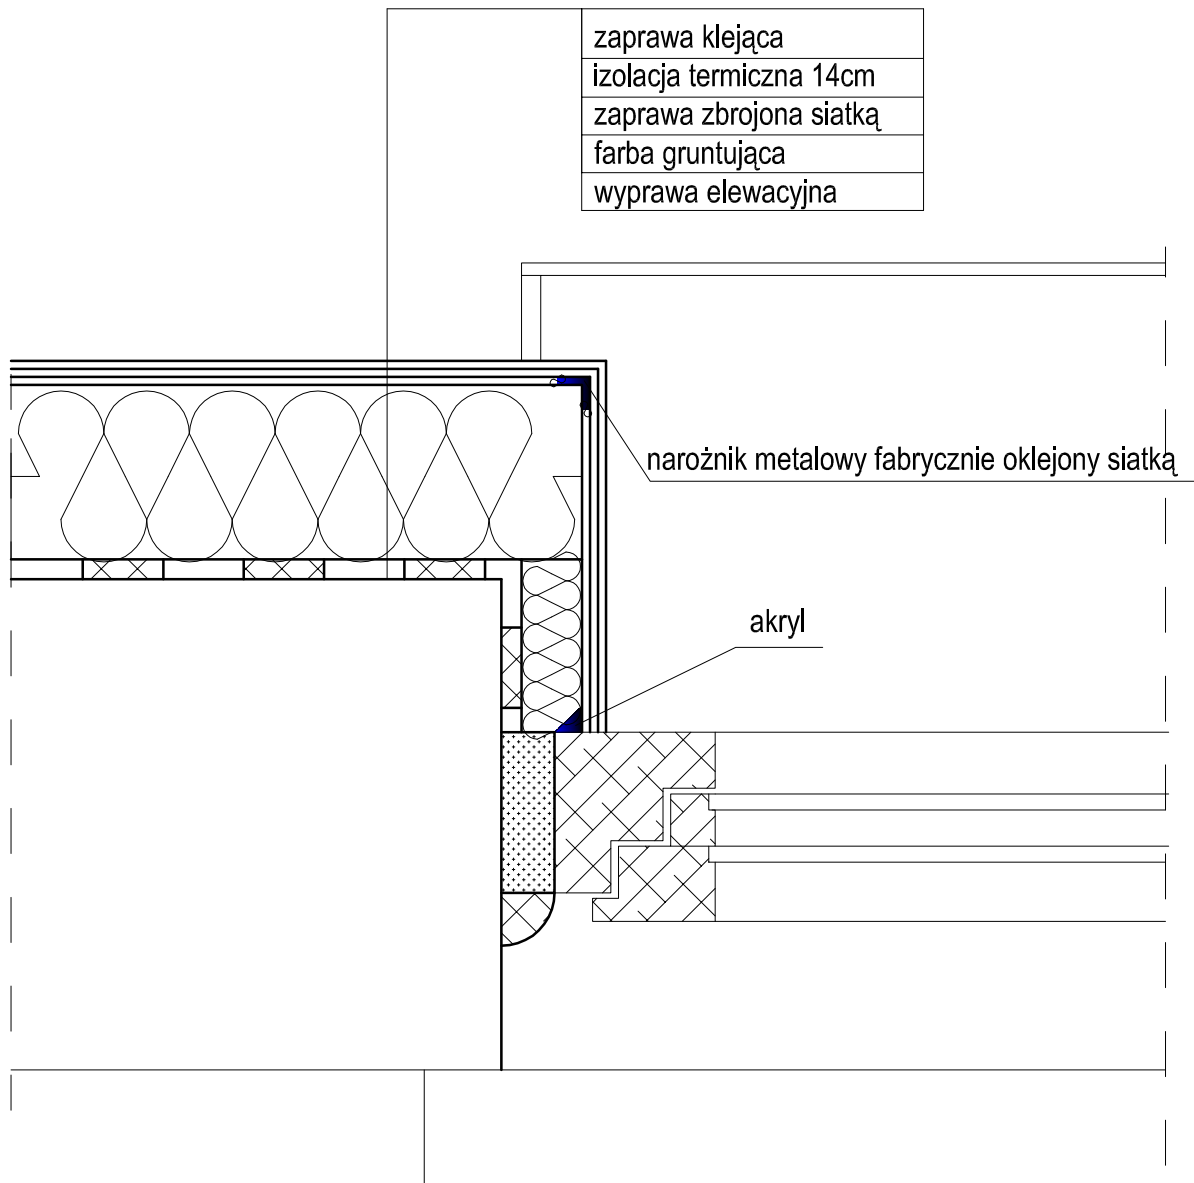 zaprawa klejąca
izolacja termiczna 14cm
zaprawa zbrojona siatką
farba gruntująca
wyprawa elewacyjna
narożnik metalowy fabrycznie oklejony siatką
akryl